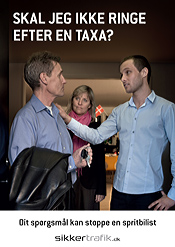 SKAL JEG IKKE RINGE
EFTER EN TAXA?
Dit spørgsmål kan stoppe en spritbilist
sikkertrafik.dk